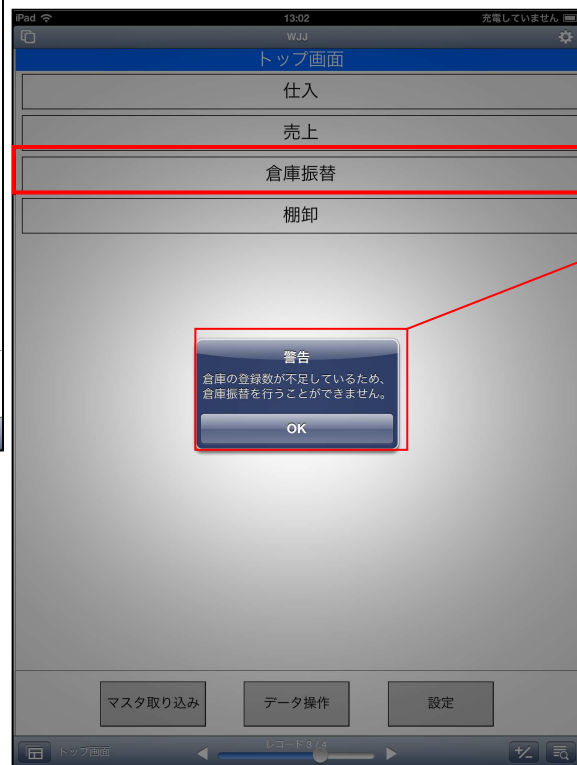 iPad 13:02 充電していません
WJJ
トップ画面
仕入
売上
倉庫振替
棚卸
警告
倉庫の登録数が不足しているため、
倉庫振替を行うことができません。
OK
マスタ取り込み データ操作 設定
トップ画面 レコード 3 / 4